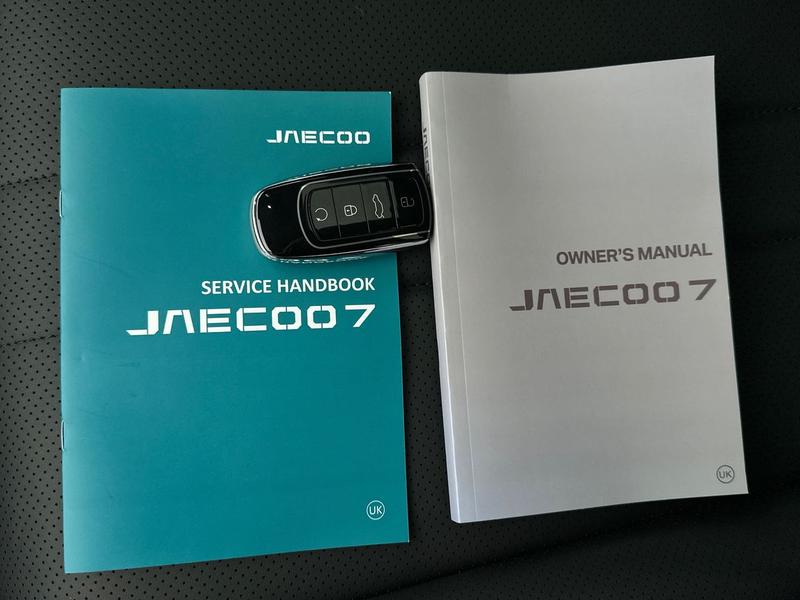 JAECOO
SERVICE HANDBOOK
JAECOO 7
UK
OWNER'S MANUAL
JAECOO 7
UK